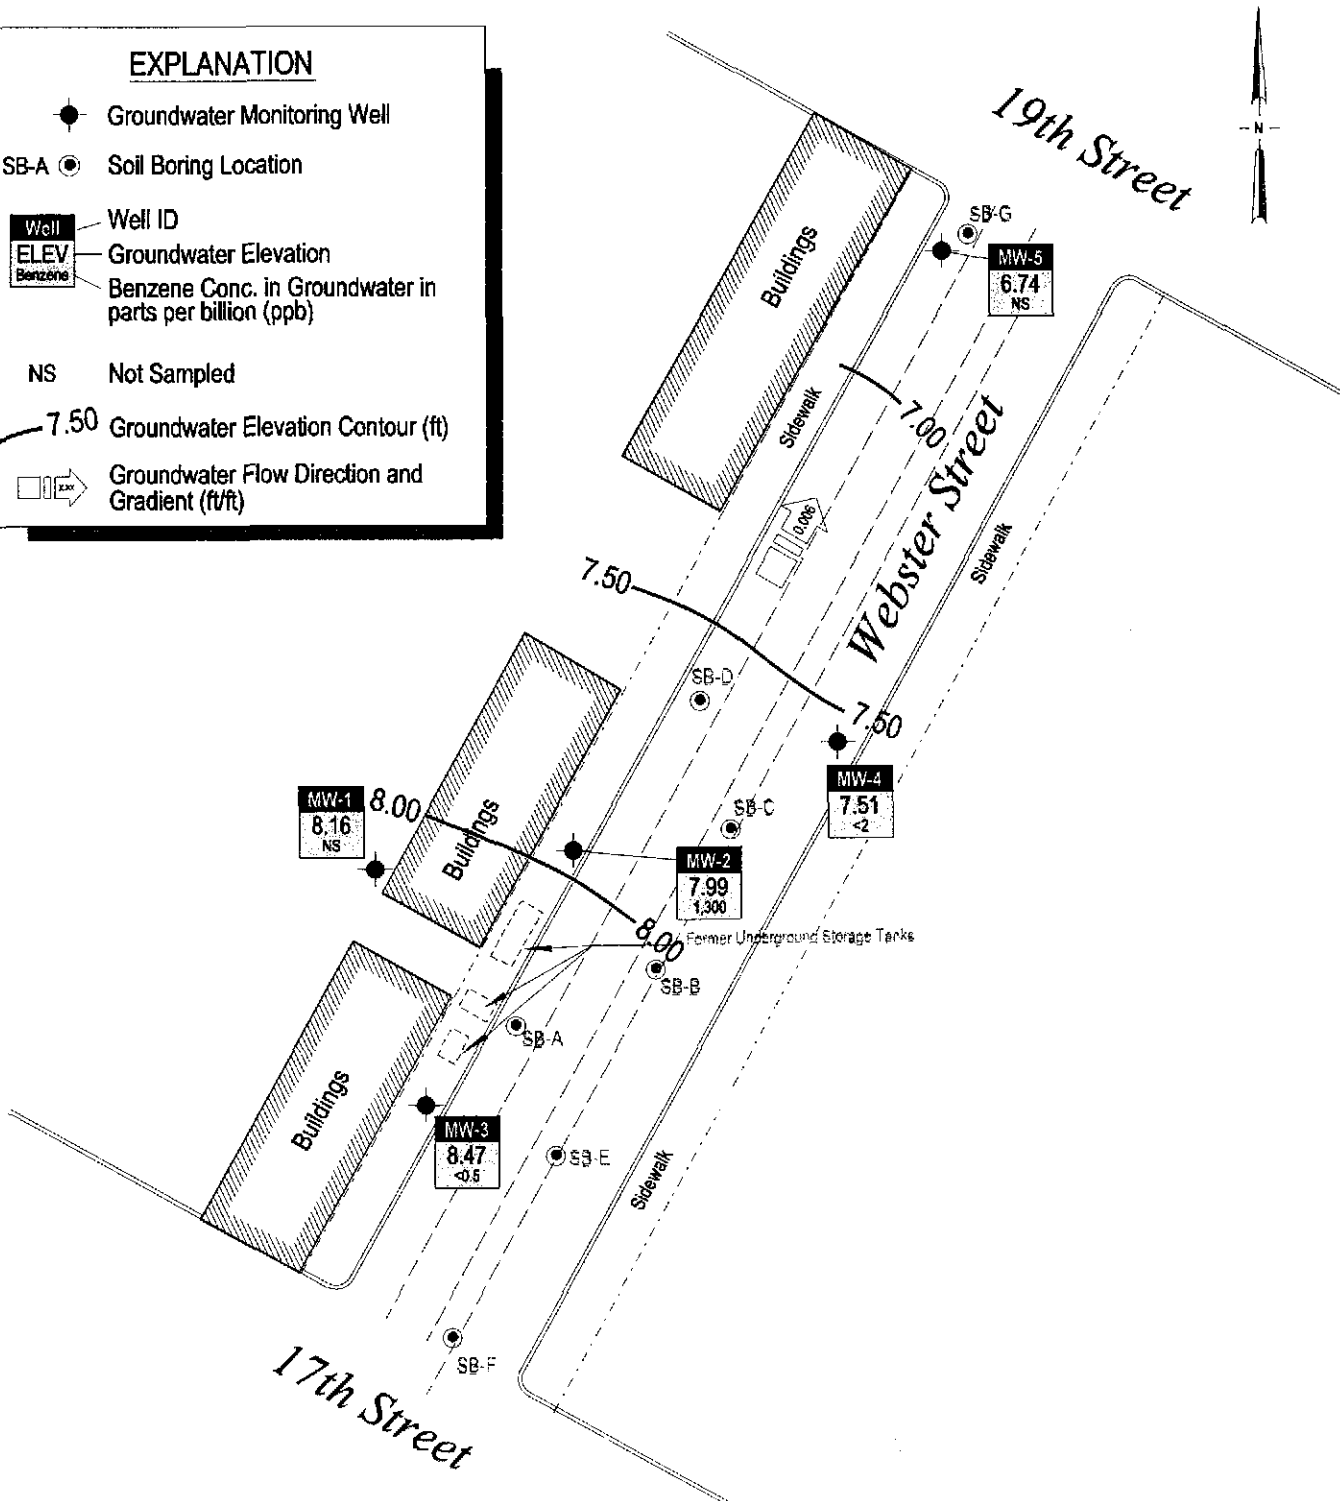 EXPLANATION
Groundwater Monitoring Well
SB-A
Soil Boring Location
Well
ELEV
Benzene
Well ID
Groundwater Elevation
Benzene Conc. in Groundwater in
parts per billion (ppb)
NS
Not Sampled
7.50
Groundwater Elevation Contour (ft)
x.xx
Groundwater Flow Direction and
Gradient (ft/ft)
19th Street
N
SB-G
MW-5
6.74
NS
Buildings
Sidewalk
7.00
Webster Street
0.006
Sidewalk
7.50
SB-D
7.50
MW-4
7.51
<2
MW-1
8.16
NS
8.00
Buildings
SB-C
MW-2
7.99
1,300
8.00
Former Underground Storage Tanks
SB-B
SB-A
Buildings
MW-3
8.47
<0.5
SB-E
Sidewalk
SB-F
17th Street